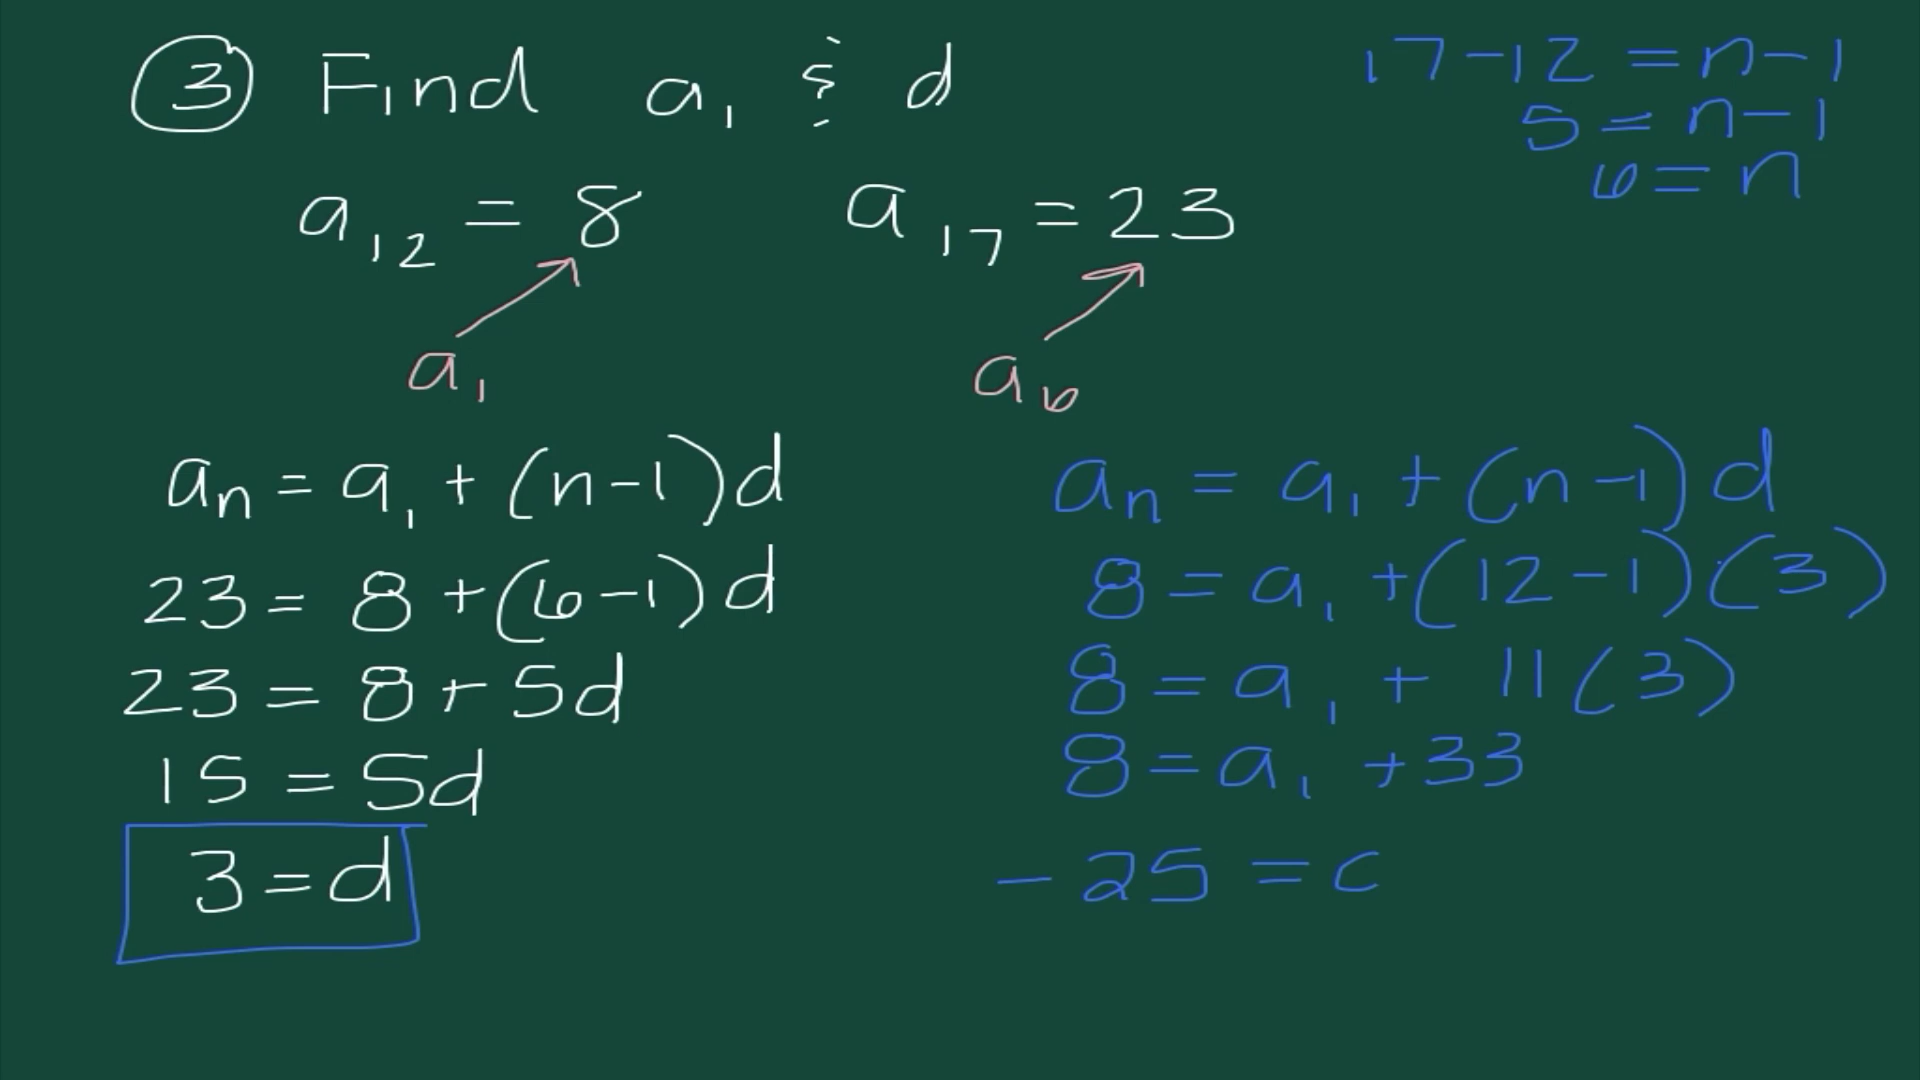 ③ Find a₁ & d
17-12 = n-1
5 = n-1
6 = n
a₁₂ = 8 a₁₇ = 23
a₁ a₆
aₙ = a₁ + (n-1)d
23 = 8 + (6-1)d
23 = 8 + 5d
15 = 5d
3 = d
aₙ = a₁ + (n-1)d
8 = a₁ + (12-1)(3)
8 = a₁ + 11(3)
8 = a₁ + 33
-25 = c